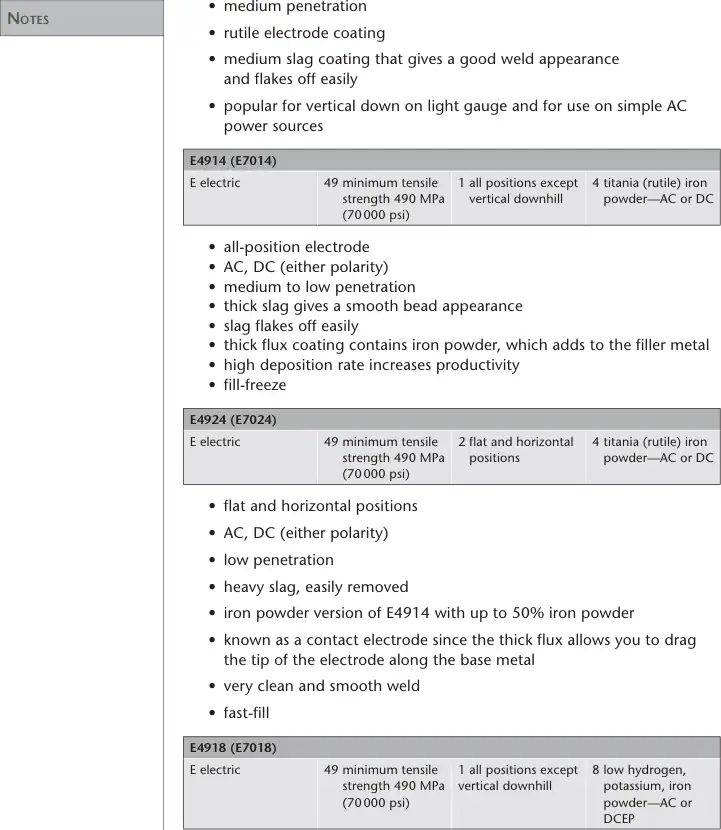 NOTES
• medium penetration
• rutile electrode coating
• medium slag coating that gives a good weld appearance
and flakes off easily
• popular for vertical down on light gauge and for use on simple AC
power sources
E4914 (E7014)
E electric
49 minimum tensile
strength 490 MPa
(70 000 psi)
1 all positions except
vertical downhill
4 titania (rutile) iron
powder—AC or DC
• all-position electrode
• AC, DC (either polarity)
• medium to low penetration
• thick slag gives a smooth bead appearance
• slag flakes off easily
• thick flux coating contains iron powder, which adds to the filler metal
• high deposition rate increases productivity
• fill-freeze
E4924 (E7024)
E electric
49 minimum tensile
strength 490 MPa
(70 000 psi)
2 flat and horizontal
positions
4 titania (rutile) iron
powder—AC or DC
• flat and horizontal positions
• AC, DC (either polarity)
• low penetration
• heavy slag, easily removed
• iron powder version of E4914 with up to 50% iron powder
• known as a contact electrode since the thick flux allows you to drag
the tip of the electrode along the base metal
• very clean and smooth weld
• fast-fill
E4918 (E7018)
E electric
49 minimum tensile
strength 490 MPa
(70 000 psi)
1 all positions except
vertical downhill
8 low hydrogen,
potassium, iron
powder—AC or
DCEP